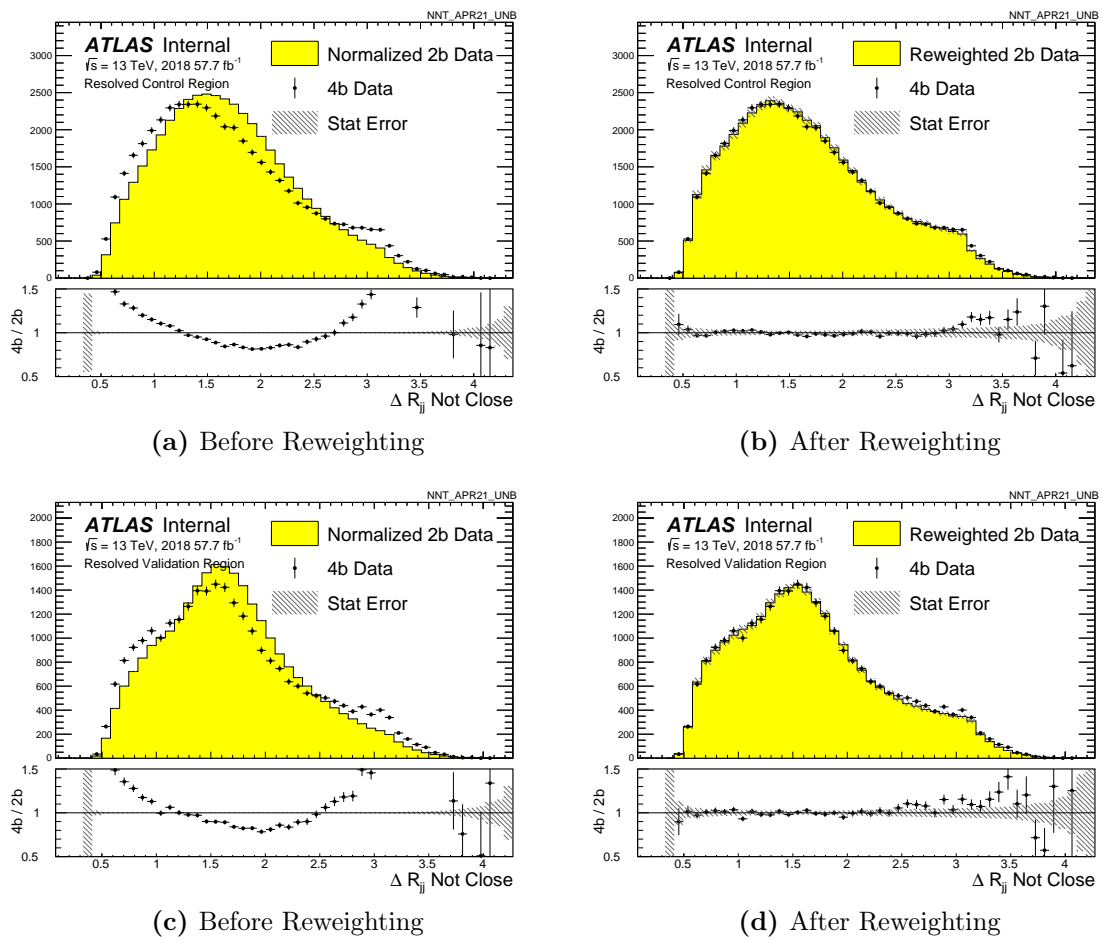 NNT_APR21_UNB
ATLAS Internal
√s = 13 TeV, 2018 57.7 fb-1
Resolved Control Region
Normalized 2b Data
4b Data
Stat Error
3000
2500
2000
1500
1000
500
0
4b / 2b
1.5
1
0.5
0.5 1 1.5 2 2.5 3 3.5 4
Δ Rjj Not Close
(a) Before Reweighting
NNT_APR21_UNB
ATLAS Internal
√s = 13 TeV, 2018 57.7 fb-1
Resolved Control Region
Reweighted 2b Data
4b Data
Stat Error
3000
2500
2000
1500
1000
500
0
4b / 2b
1.5
1
0.5
0.5 1 1.5 2 2.5 3 3.5 4
Δ Rjj Not Close
(b) After Reweighting
NNT_APR21_UNB
ATLAS Internal
√s = 13 TeV, 2018 57.7 fb-1
Resolved Validation Region
Normalized 2b Data
4b Data
Stat Error
2000
1800
1600
1400
1200
1000
800
600
400
200
0
4b / 2b
1.5
1
0.5
0.5 1 1.5 2 2.5 3 3.5 4
Δ Rjj Not Close
(c) Before Reweighting
NNT_APR21_UNB
ATLAS Internal
√s = 13 TeV, 2018 57.7 fb-1
Resolved Validation Region
Reweighted 2b Data
4b Data
Stat Error
2000
1800
1600
1400
1200
1000
800
600
400
200
0
4b / 2b
1.5
1
0.5
0.5 1 1.5 2 2.5 3 3.5 4
Δ Rjj Not Close
(d) After Reweighting